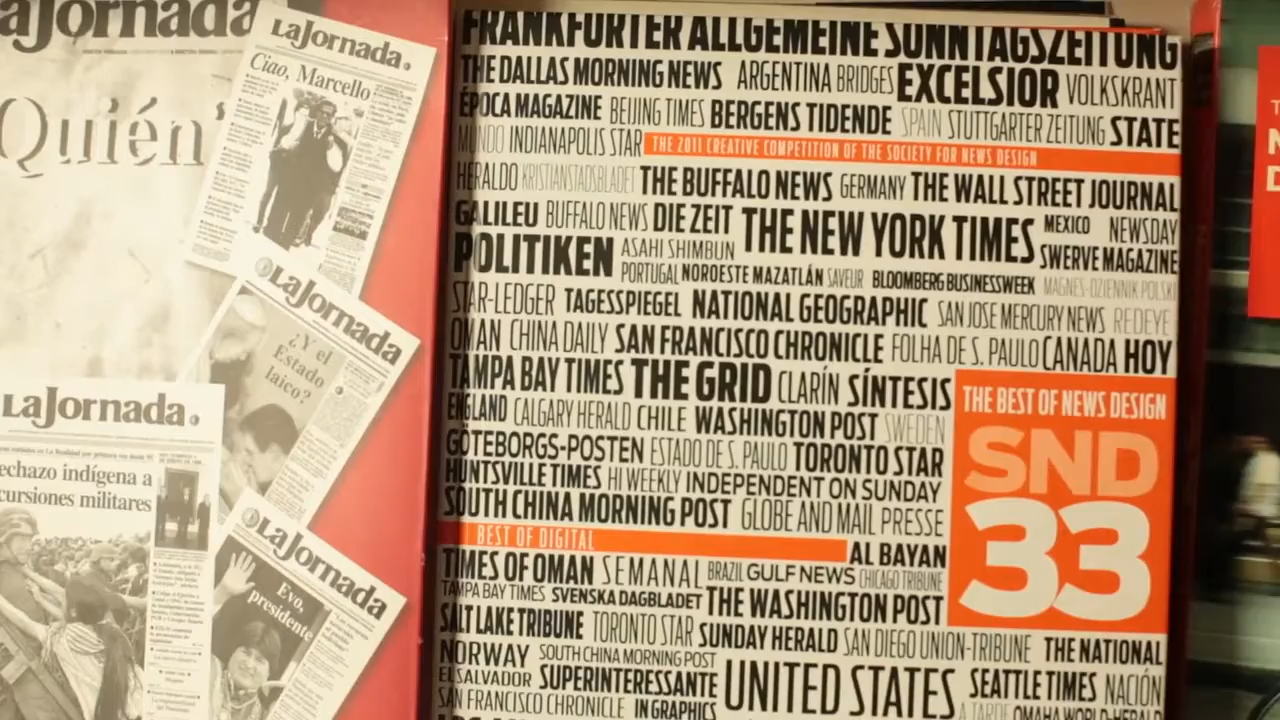 LaJornada
Quién
LaJornada
Ciao, Marcello
LaJornada
¿Y el
Estado
laico?
LaJornada
echazo indígena a
cursiones militares
LaJornada
Evo,
presidente
FRANKFURTER ALLGEMEINE SONNTAGSZEITUNG
THE DALLAS MORNING NEWS ARGENTINA BRIDGES EXCELSIOR VOLKSKRANT
ÉPOCA MAGAZINE BEIJING TIMES BERGENS TIDENDE SPAIN STUTTGARTER ZEITUNG STATE
MUNDO INDIANAPOLIS STAR THE 2011 CREATIVE COMPETITION OF THE SOCIETY FOR NEWS DESIGN
HERALDO KRISTIANSTADSBLADET THE BUFFALO NEWS GERMANY THE WALL STREET JOURNAL
GALILEU BUFFALO NEWS DIE ZEIT THE NEW YORK TIMES MEXICO NEWSDAY
POLITIKEN ASAHI SHIMBUN SWERVE MAGAZINE
PORTUGAL NOROESTE MAZATLÁN SAVEUR BLOOMBERG BUSINESSWEEK MAGNES-DZIENNIK POLSKI
STAR-LEDGER TAGESSPIEGEL NATIONAL GEOGRAPHIC SAN JOSE MERCURY NEWS REDEYE
OMAN CHINA DAILY SAN FRANCISCO CHRONICLE FOLHA DE S. PAULO CANADA HOY
TAMPA BAY TIMES THE GRID CLARÍN SÍNTESIS
ENGLAND CALGARY HERALD CHILE WASHINGTON POST SWEDEN
GÖTEBORGS-POSTEN ESTADO DE S. PAULO TORONTO STAR
HUNTSVILLE TIMES HI WEEKLY INDEPENDENT ON SUNDAY
SOUTH CHINA MORNING POST GLOBE AND MAIL PRESSE
THE BEST OF NEWS DESIGN
SND
33
BEST OF DIGITAL AL BAYAN
TIMES OF OMAN SEMANAL BRAZIL GULF NEWS CHICAGO TRIBUNE
TAMPA BAY TIMES SVENSKA DAGBLADET THE WASHINGTON POST
SALT LAKE TRIBUNE TORONTO STAR SUNDAY HERALD SAN DIEGO UNION-TRIBUNE THE NATIONAL
NORWAY SOUTH CHINA MORNING POST UNITED STATES SEATTLE TIMES NACIÓN
EL SALVADOR SUPERINTERESSANTE
SAN FRANCISCO CHRONICLE IN GRAPHICS A TARDE OMAHA WORLD-HERALD